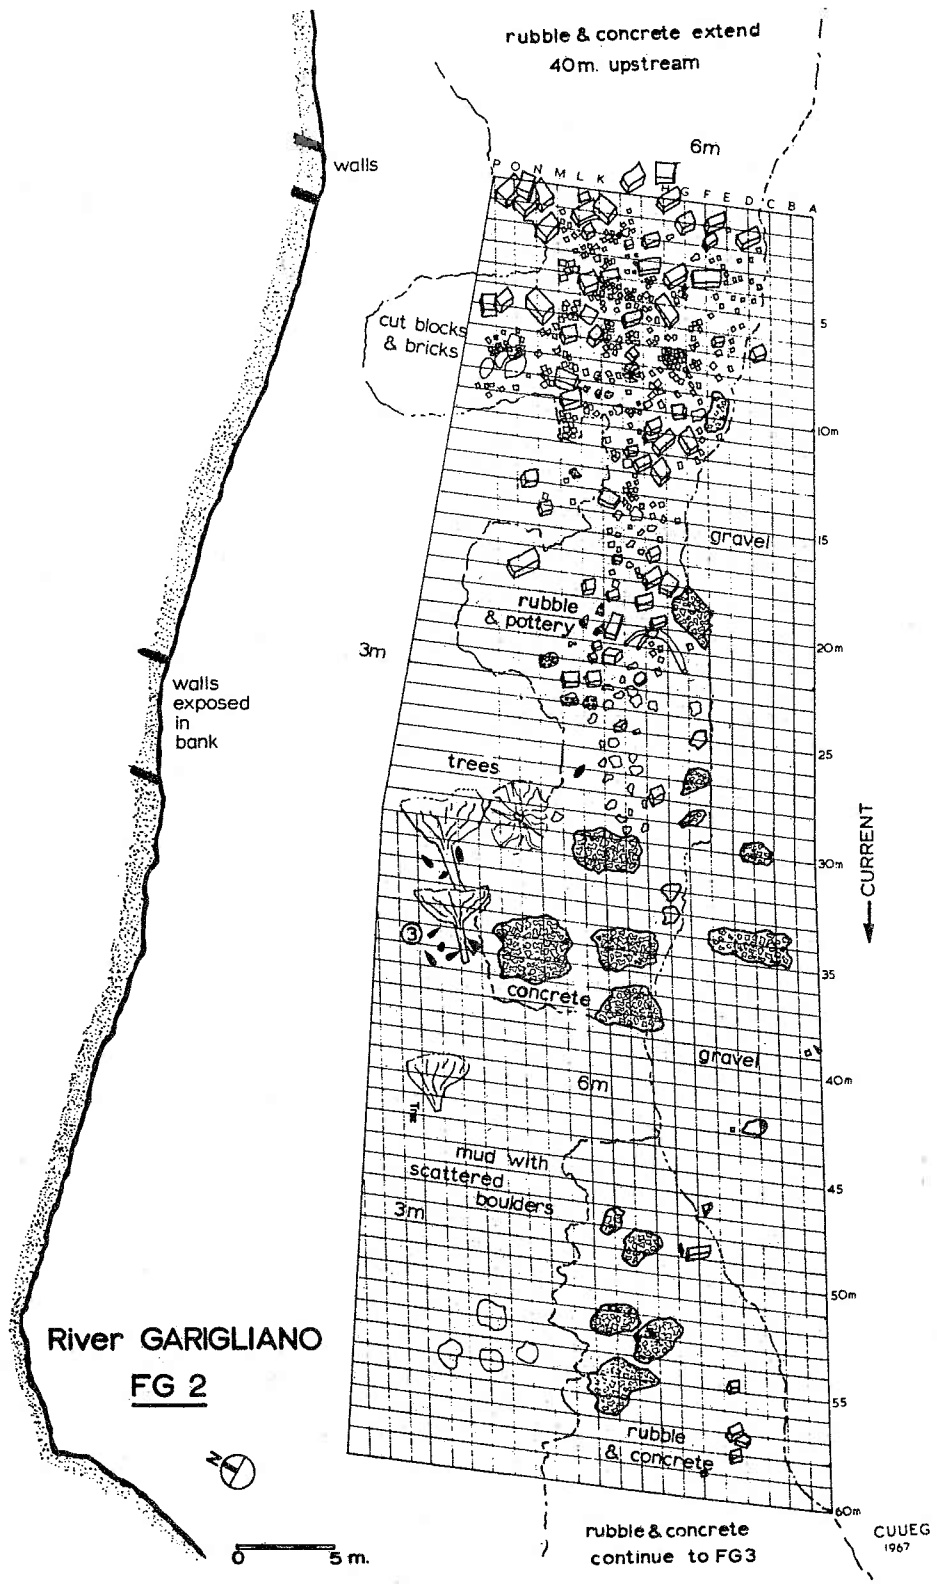 rubble & concrete extend
40m. upstream
6m
walls
P O N M L K H G F E D C B A
5
cut blocks
& bricks
10m
15
gravel
rubble
& pottery
20m
3m
walls
exposed
in
bank
25
trees
30m
CURRENT
3
35
concrete
gravel
6m
40m
mud with
scattered
boulders
45
3m
50m
River GARIGLIANO
FG 2
55
rubble
& concrete
N
60m
rubble & concrete
continue to FG3
CUUEG
1967
0 5 m.